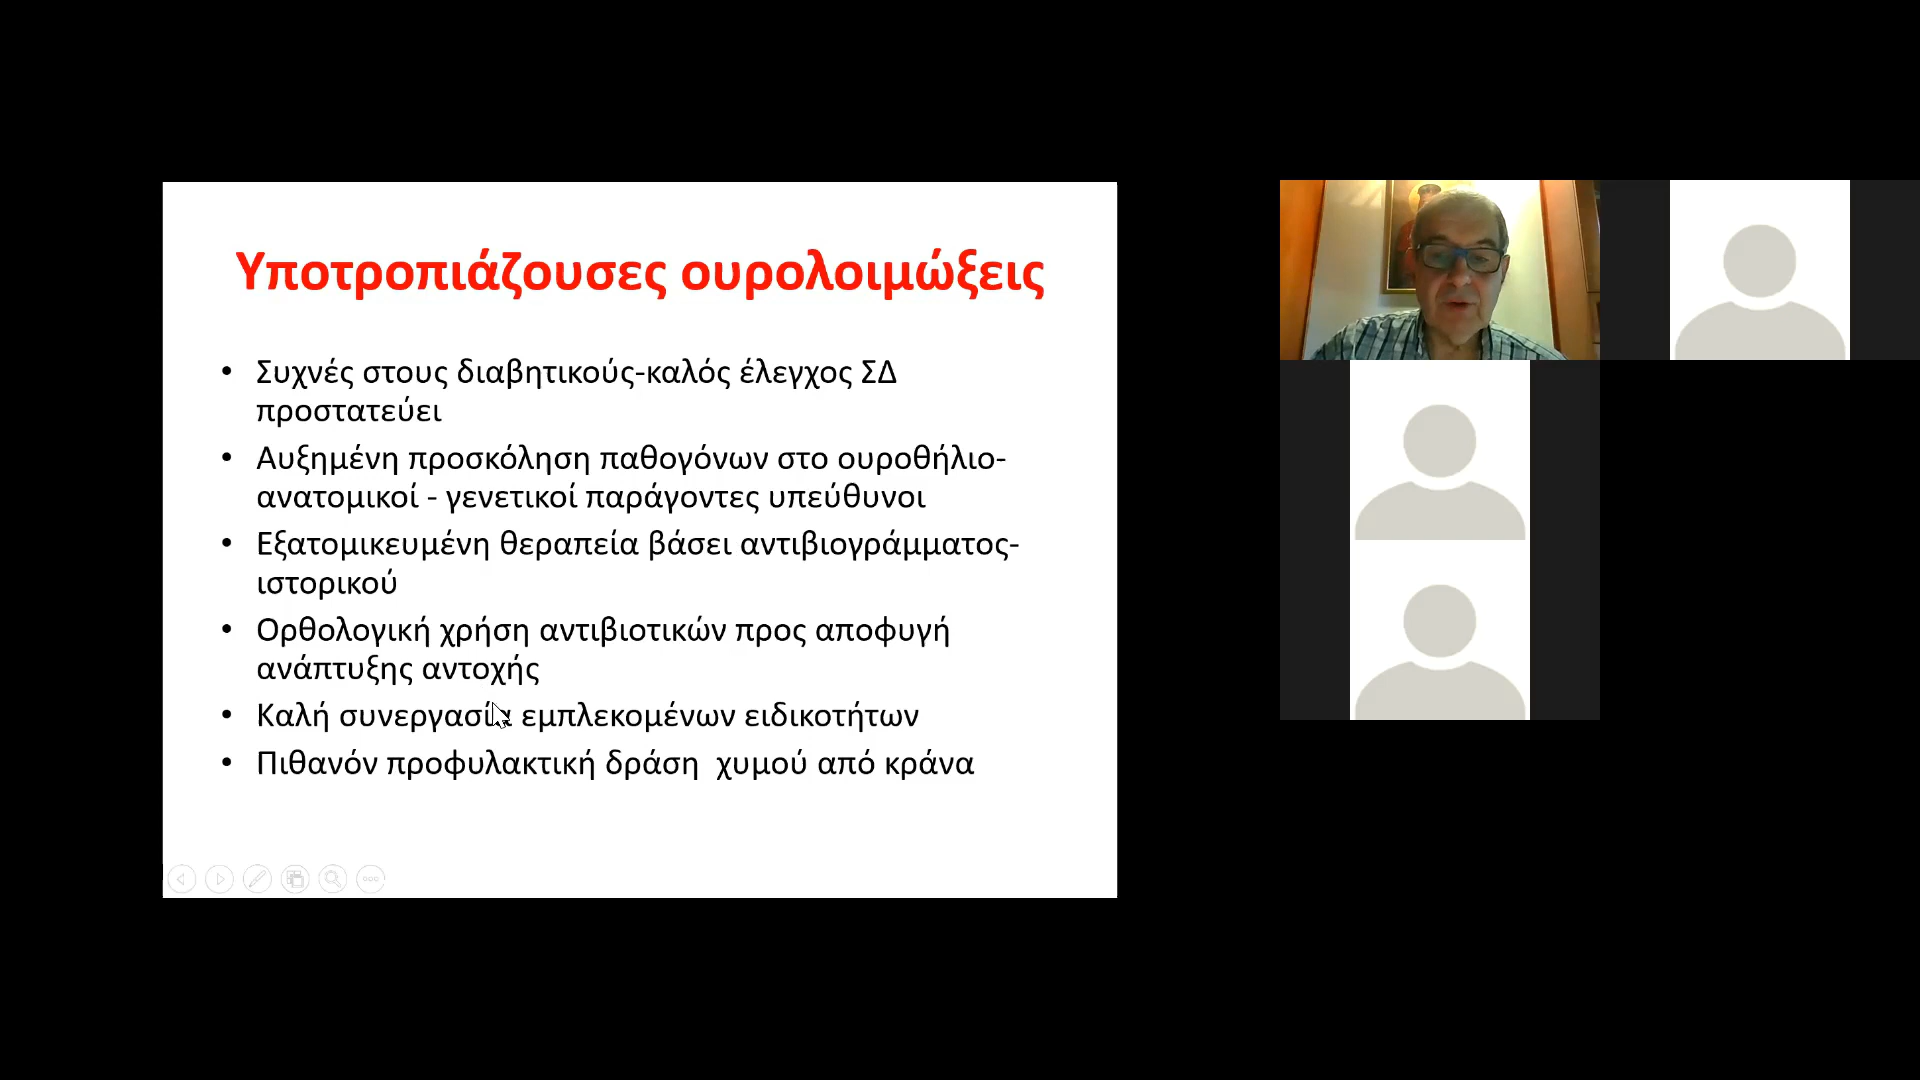 Υποτροπιάζουσες ουρολοιμώξεις
• Συχνές στους διαβητικούς-καλός έλεγχος ΣΔ
προστατεύει
• Αυξημένη προσκόληση παθογόνων στο ουροθήλιο-
ανατομικοί - γενετικοί παράγοντες υπεύθυνοι
• Εξατομικευμένη θεραπεία βάσει αντιβιογράμματος-
ιστορικού
• Ορθολογική χρήση αντιβιοτικών προς αποφυγή
ανάπτυξης αντοχής
• Καλή συνεργασία εμπλεκομένων ειδικοτήτων
• Πιθανόν προφυλακτική δράση  χυμού από κράνα